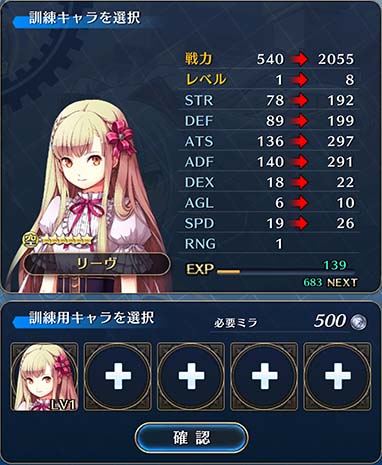 訓練キャラを選択
戦力 540 2055
レベル 1 8
STR 78 192
DEF 89 199
ATS 136 297
ADF 140 291
DEX 18 22
AGL 6 10
SPD 19 26
RNG 1
空
リーヴ
EXP 139
683 NEXT
訓練用キャラを選択 必要ミラ 500
LV1
確認